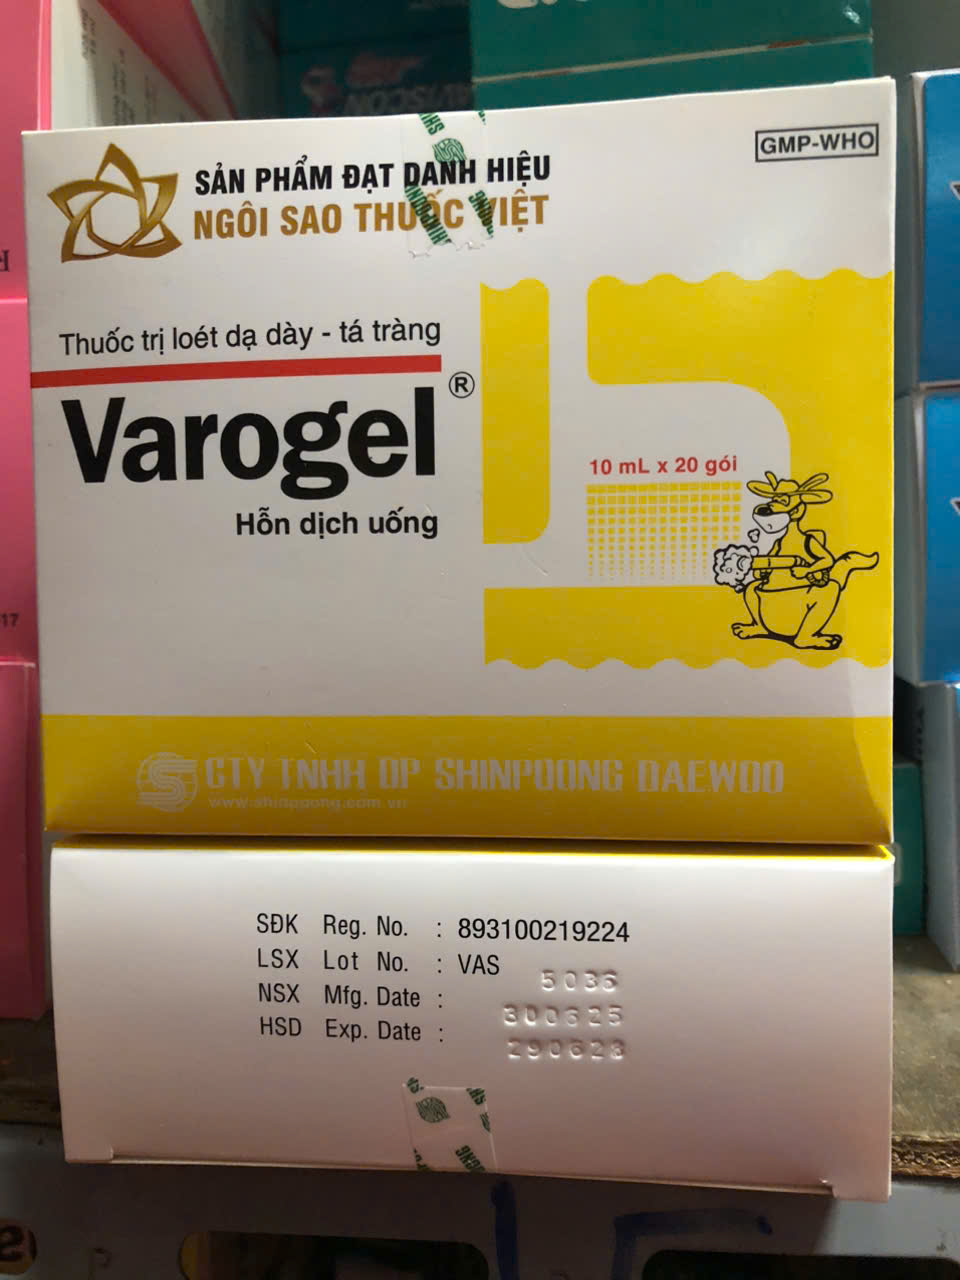 SẢN PHẨM ĐẠT DANH HIỆU
NGÔI SAO THUỐC VIỆT
GMP-WHO
Thuốc trị loét dạ dày - tá tràng
Varogel®
Hỗn dịch uống
10 mL x 20 gói
CTY TNHH DP SHINPOONG DAEWOO
www.shinpoong.com.vn
SĐK Reg. No. : 893100219224
LSX Lot No. : VAS 5036
NSX Mfg. Date : 300625
HSD Exp. Date : 290628
17